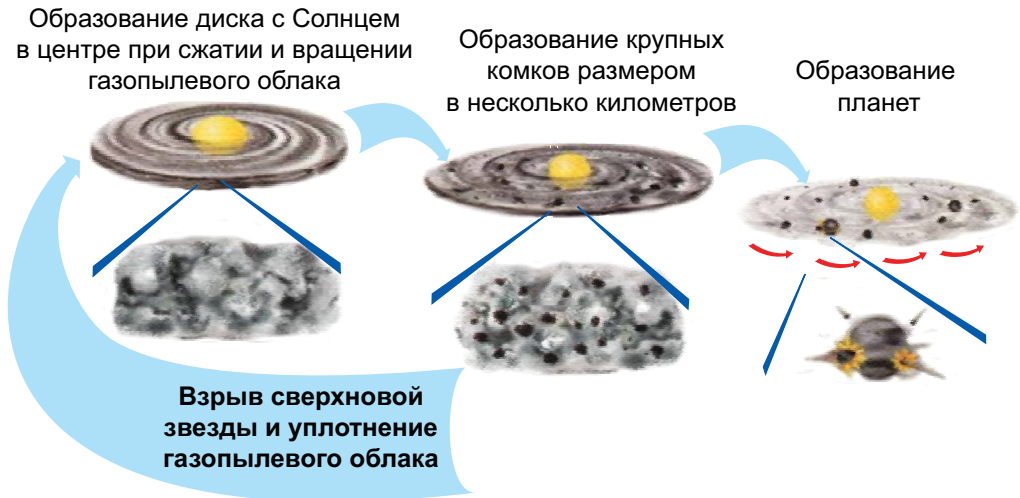 Образование диска с Солнцем
в центре при сжатии и вращении
газопылевого облака
Образование крупных
комков размером
в несколько километров
Образование
планет
Взрыв сверхновой
звезды и уплотнение
газопылевого облака